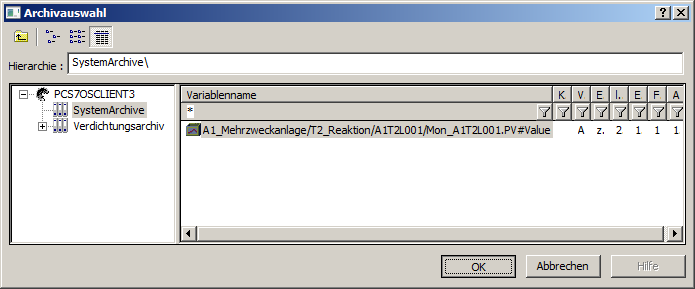 Archivauswahl
Hierarchie : SystemArchive\
PCS7OSCLIENT3
SystemArchive
Verdichtungsarchiv
Variablenname K V E I. E F A
*
A1_Mehrzweckanlage/T2_Reaktion/A1T2L001/Mon_A1T2L001.PV#Value A z. 2 1 1 1
OK Abbrechen Hilfe